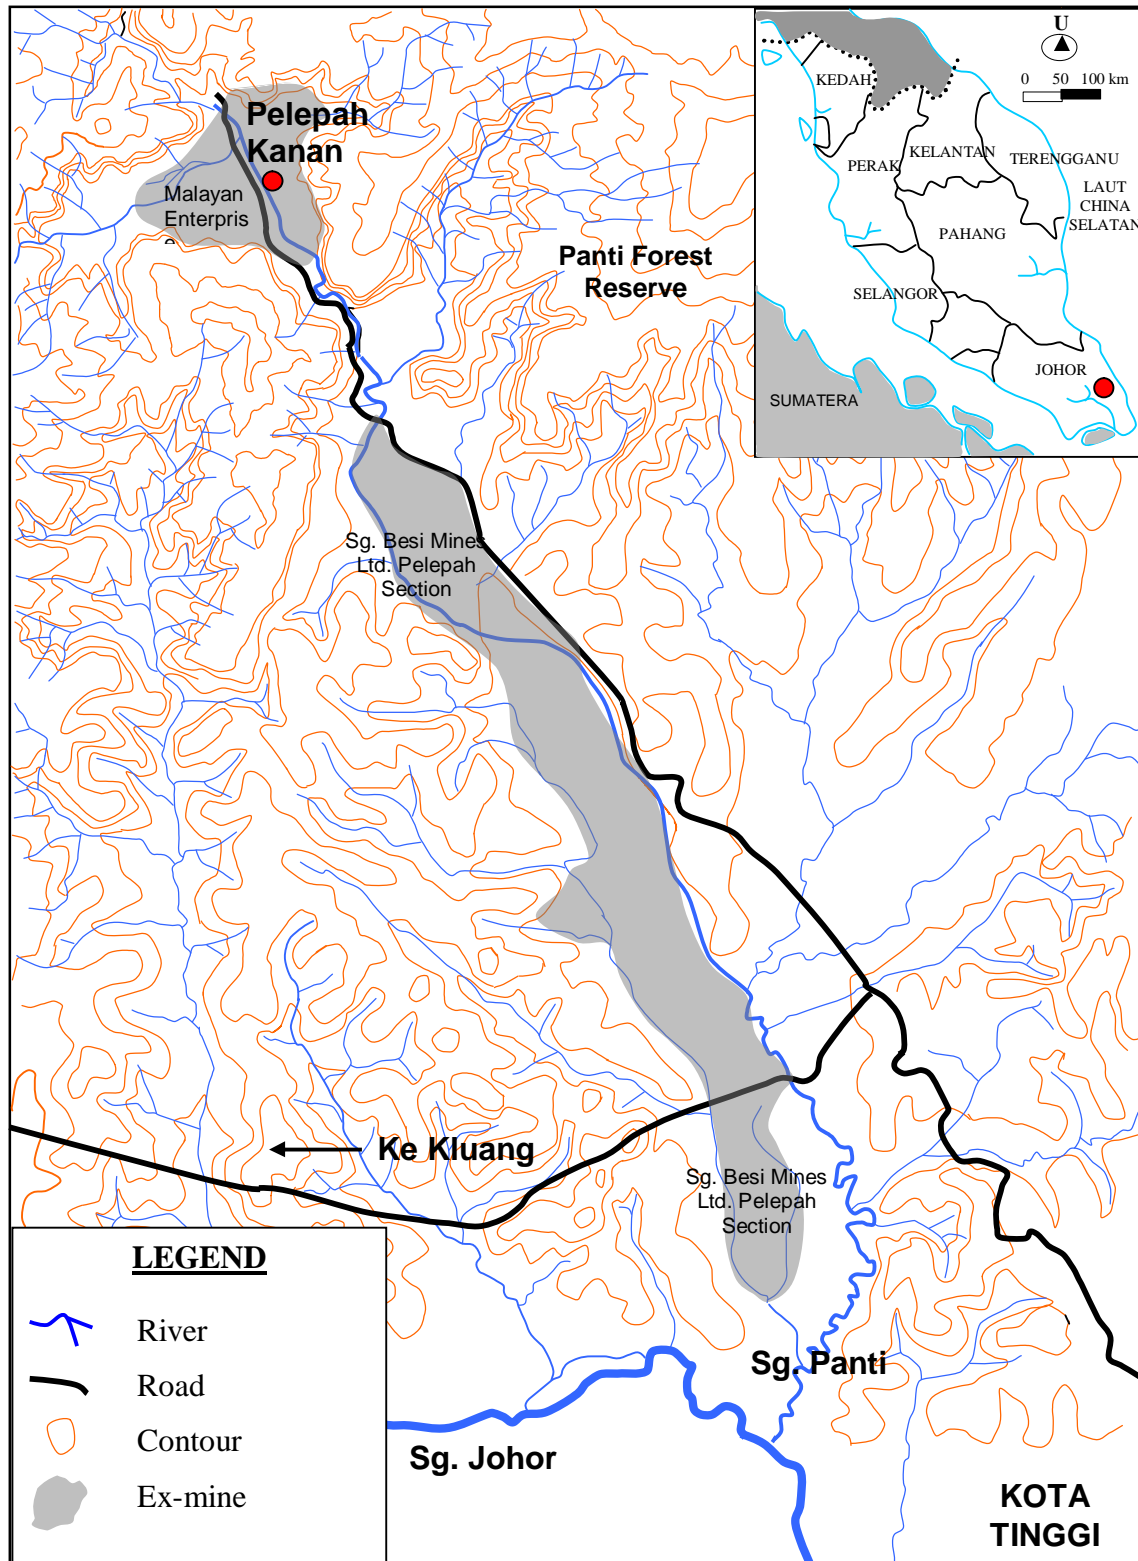 Pelepah
Kanan
Malayan
Enterpris
Panti Forest
Reserve
U
0 50 100 km
KEDAH
PERAK
KELANTAN
TERENGGANU
LAUT
CHINA
SELATAN
PAHANG
SELANGOR
JOHOR
SUMATERA
Sg. Besi Mines
Ltd. Pelepah
Section
Ke Kluang
Sg. Besi Mines
Ltd. Pelepah
Section
LEGEND
River
Road
Contour
Ex-mine
Sg. Panti
Sg. Johor
KOTA
TINGGI